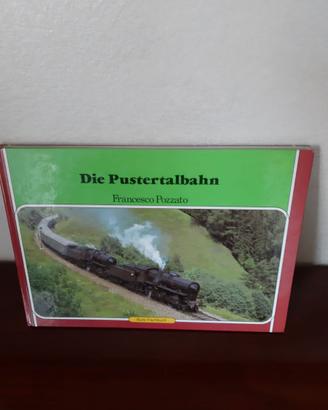 Die Pustertalbahn
Francesco Pozzato